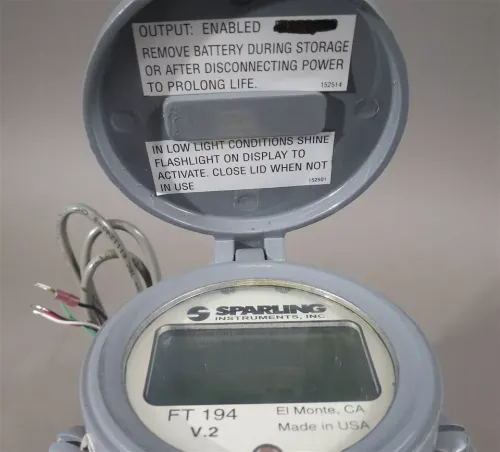 OUTPUT: ENABLED
REMOVE BATTERY DURING STORAGE
OR AFTER DISCONNECTING POWER
TO PROLONG LIFE. 152514
IN LOW LIGHT CONDITIONS SHINE
FLASHLIGHT ON DISPLAY TO
ACTIVATE. CLOSE LID WHEN NOT
IN USE 152501
SPARLING
INSTRUMENTS, INC
FT 194 El Monte, CA
V.2 Made in USA